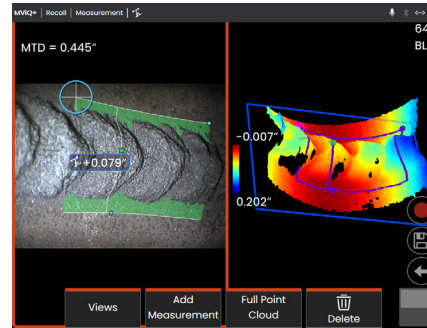 MViQ+ | Recall | Measurement |
64
BL
MTD = 0.445"
-0.007"
+0.079"
0.202"
Views
Add
Measurement
Full Point
Cloud
Delete